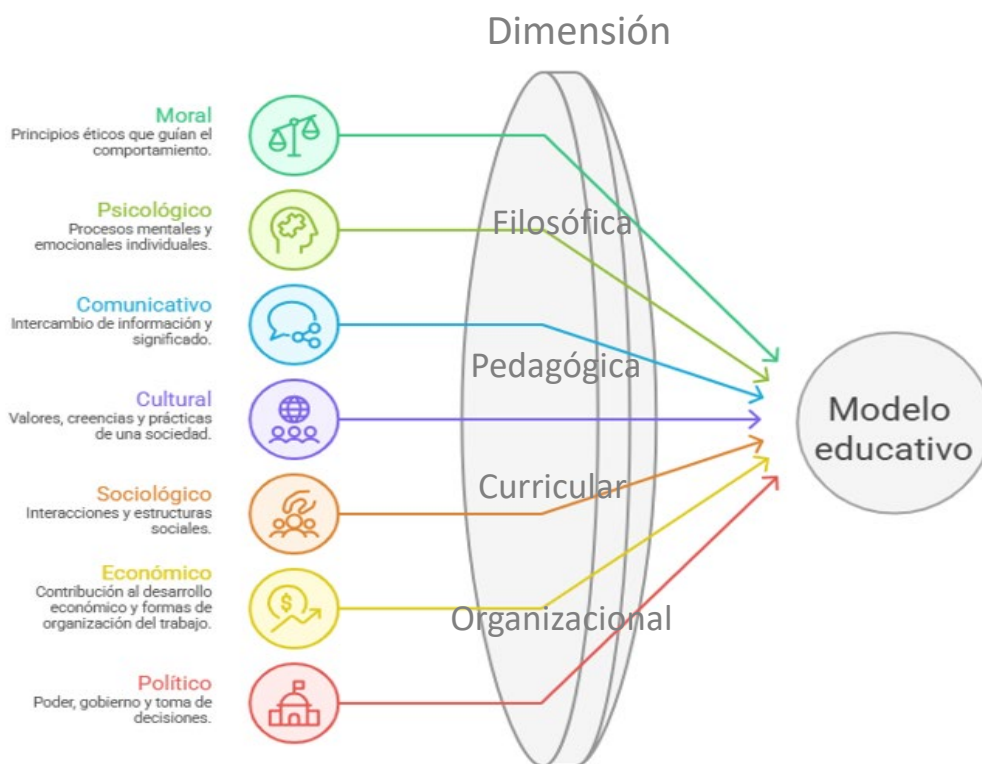 Dimensión
Moral
Principios éticos que guían el
comportamiento.
Psicológico
Procesos mentales y
emocionales individuales.
Comunicativo
Intercambio de información y
significado.
Cultural
Valores, creencias y prácticas
de una sociedad.
Sociológico
Interacciones y estructuras
sociales.
Económico
Contribución al desarrollo
económico y formas de
organización del trabajo.
$
Político
Poder, gobierno y toma de
decisiones.
Filosófica
Pedagógica
Curricular
Organizacional
Modelo
educativo